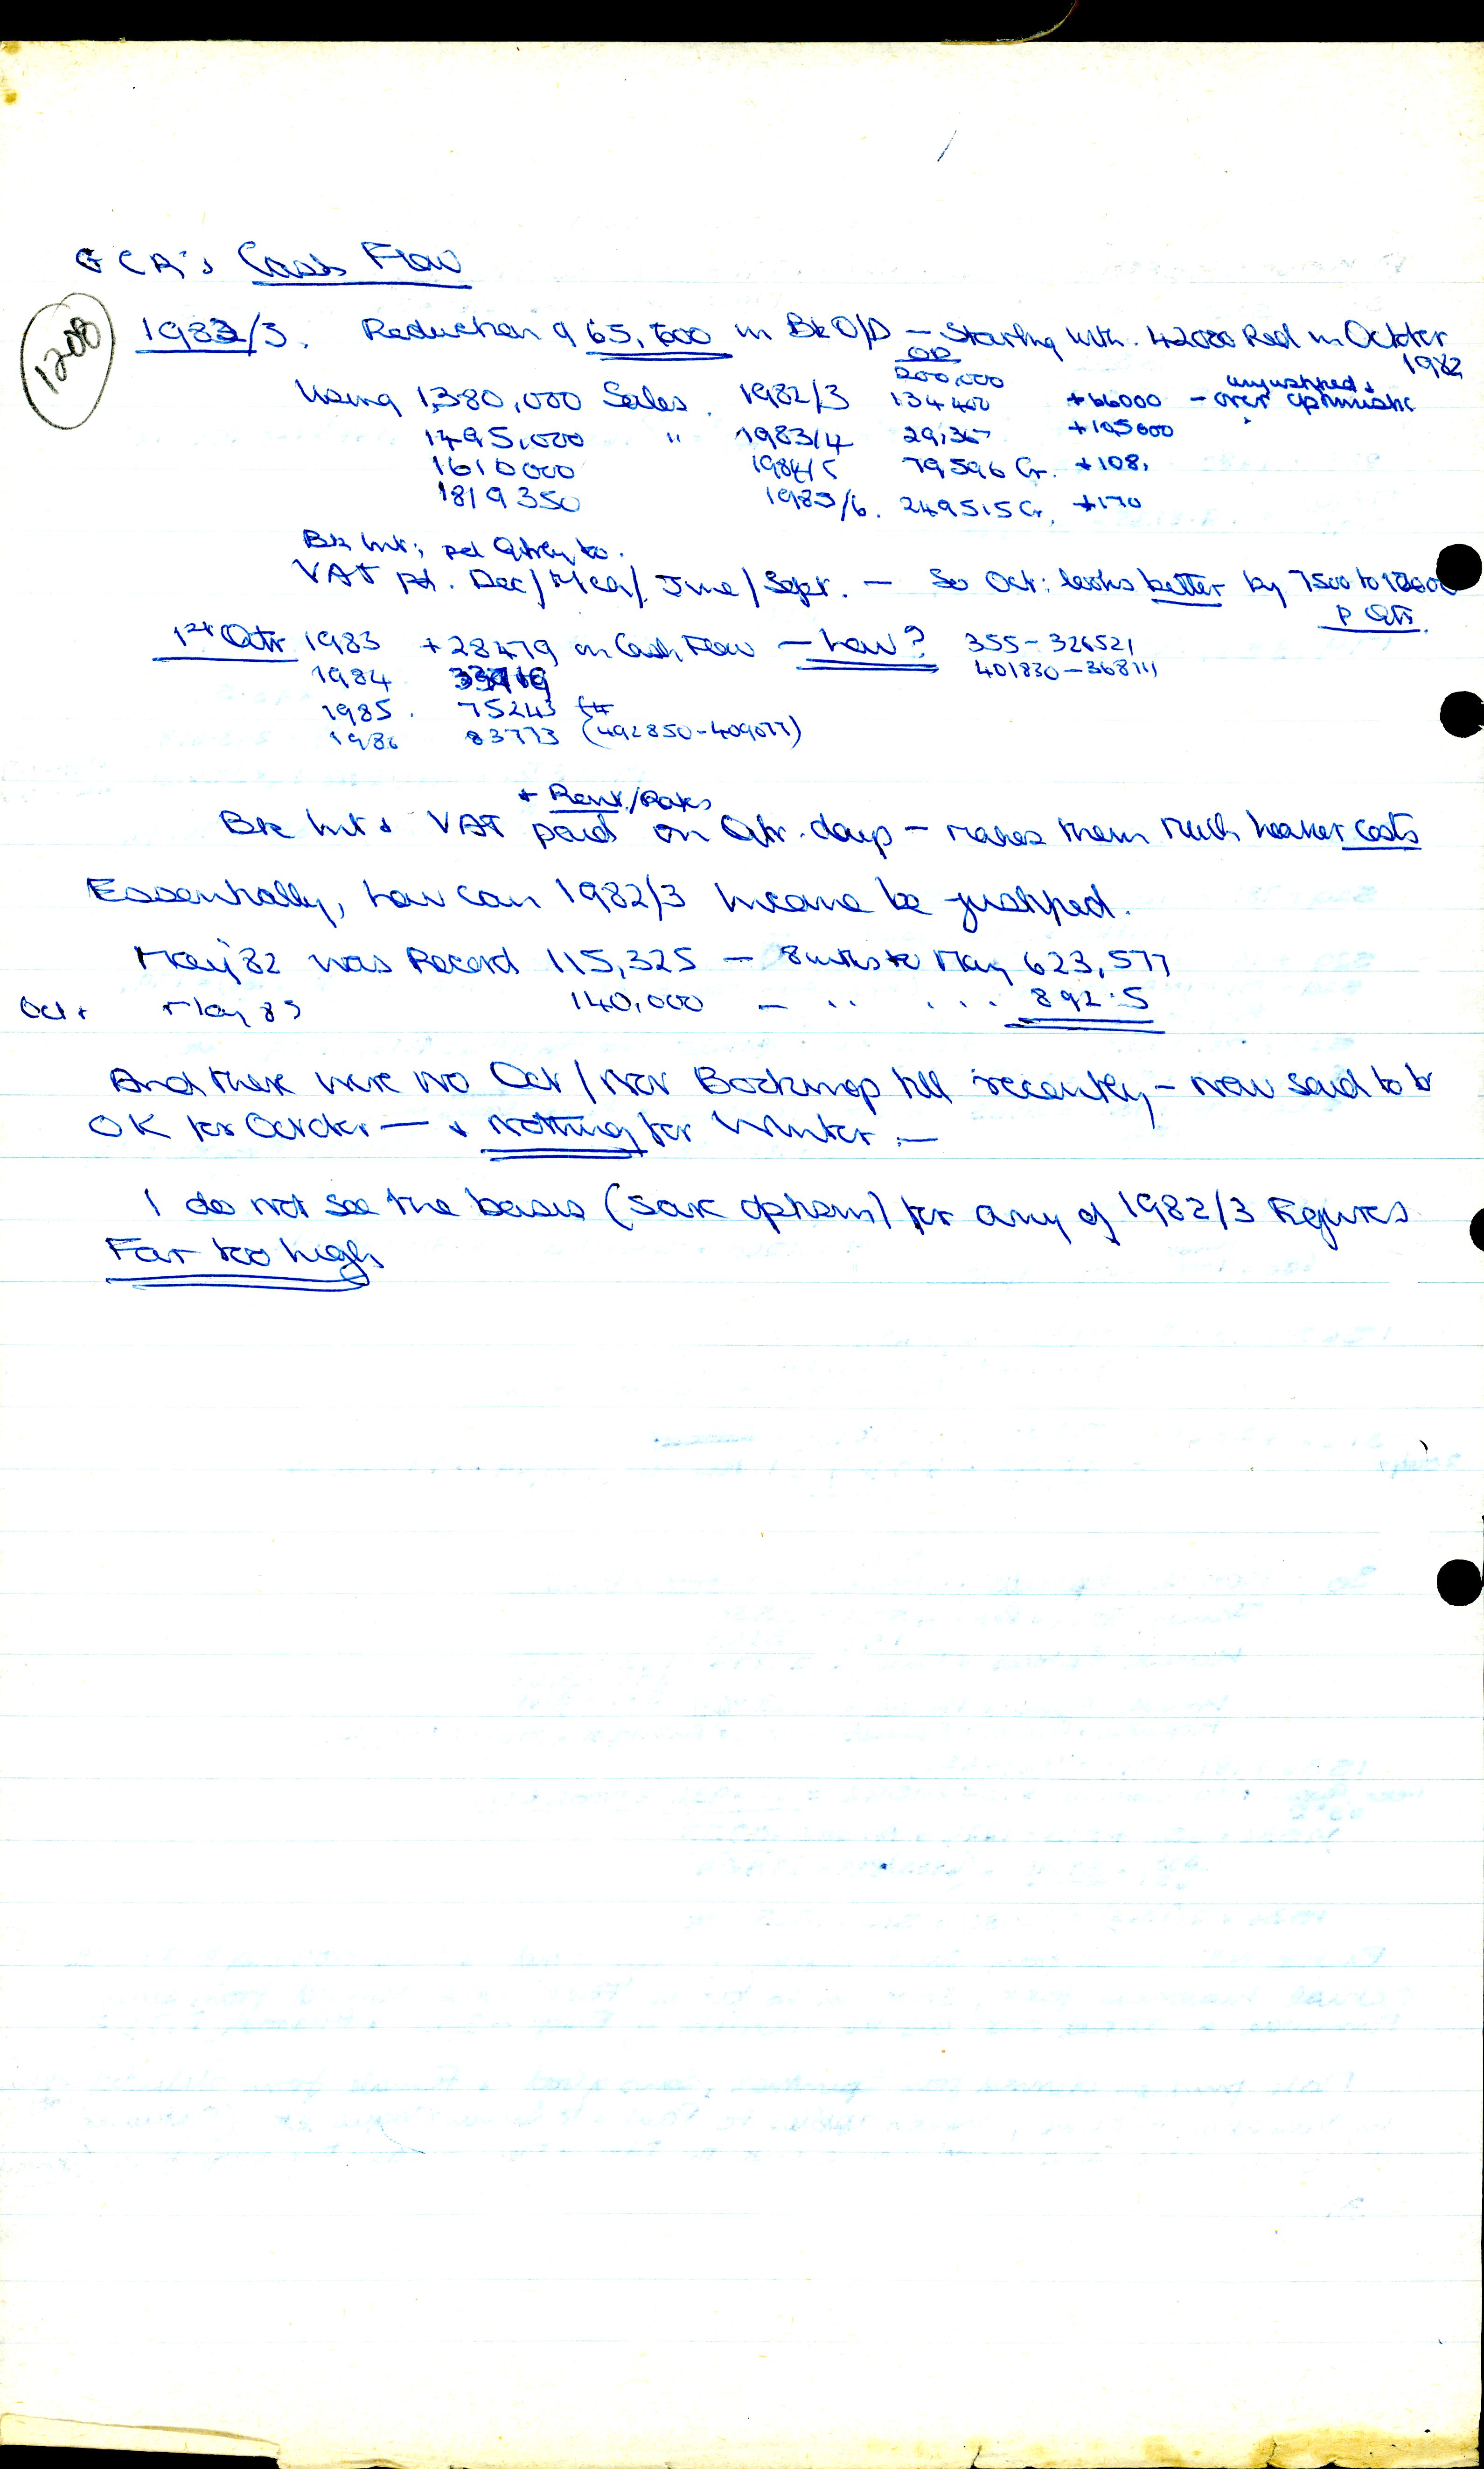 GCR's Cash Flow
1200
1982/3. Reduction of 65,600 in Bk O/D — Starting with 42000 Red in October
1982
OD
200,000
unjustified &
Using 1,380,000 Sales. 1982/3 134400 +66000 — over optimistic
1495,000 " 1983/4 29,367 +105000
1610000 1984/5 79596 Cr. +108,
1819350 1985/6. 249515 Cr, +170
Bk Int: pd Qtrly to.
VAT pd. Dec/Mch/June/Sept. — So Oct: looks better by 7500 to 12000
p Qtr.
1st Qtr 1983 +28479 on Cash Flow — how? 355 - 326521
1984 401830 - 368111
1985. 75243
1986 83773 (492850 - 409077)
+ Rent/Rates
Bk Int & VAT paid on Qtr. days — makes them much heavier costs
Essentially, how can 1982/3 Income be justified.
May '82 was Record 115,325 — 8 mths to May 623,577
Oct & May 83 140,000 — " " " 892.5
And there were no Oct/Nov Bookings till recently — now said to be
OK for October — & nothing for Winter. —
I do not see the basis (save optimism) for any of 1982/3 Figures
Far too high